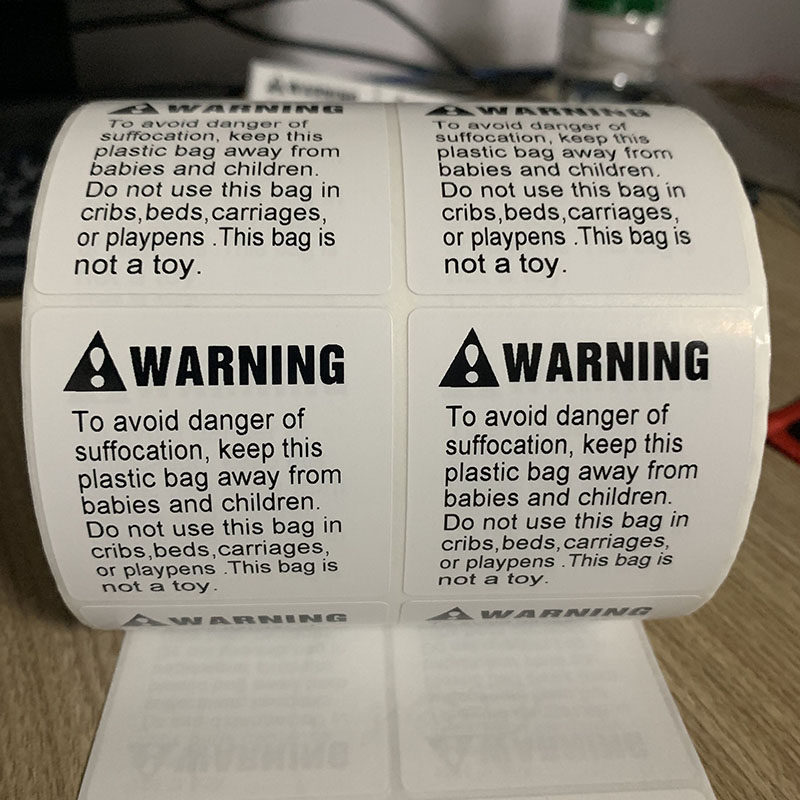 WARNING WARNING
To avoid danger of To avoid danger of
suffocation, keep this suffocation, keep this
plastic bag away from plastic bag away from
babies and children. babies and children.
Do not use this bag in Do not use this bag in
cribs,beds,carriages, cribs,beds,carriages,
or playpens .This bag is or playpens .This bag is
not a toy. not a toy.
WARNING WARNING
To avoid danger of To avoid danger of
suffocation, keep this suffocation, keep this
plastic bag away from plastic bag away from
babies and children. babies and children.
Do not use this bag in Do not use this bag in
cribs,beds,carriages, cribs,beds,carriages,
or playpens .This bag is or playpens .This bag is
not a toy. not a toy.
WARNING WARNING